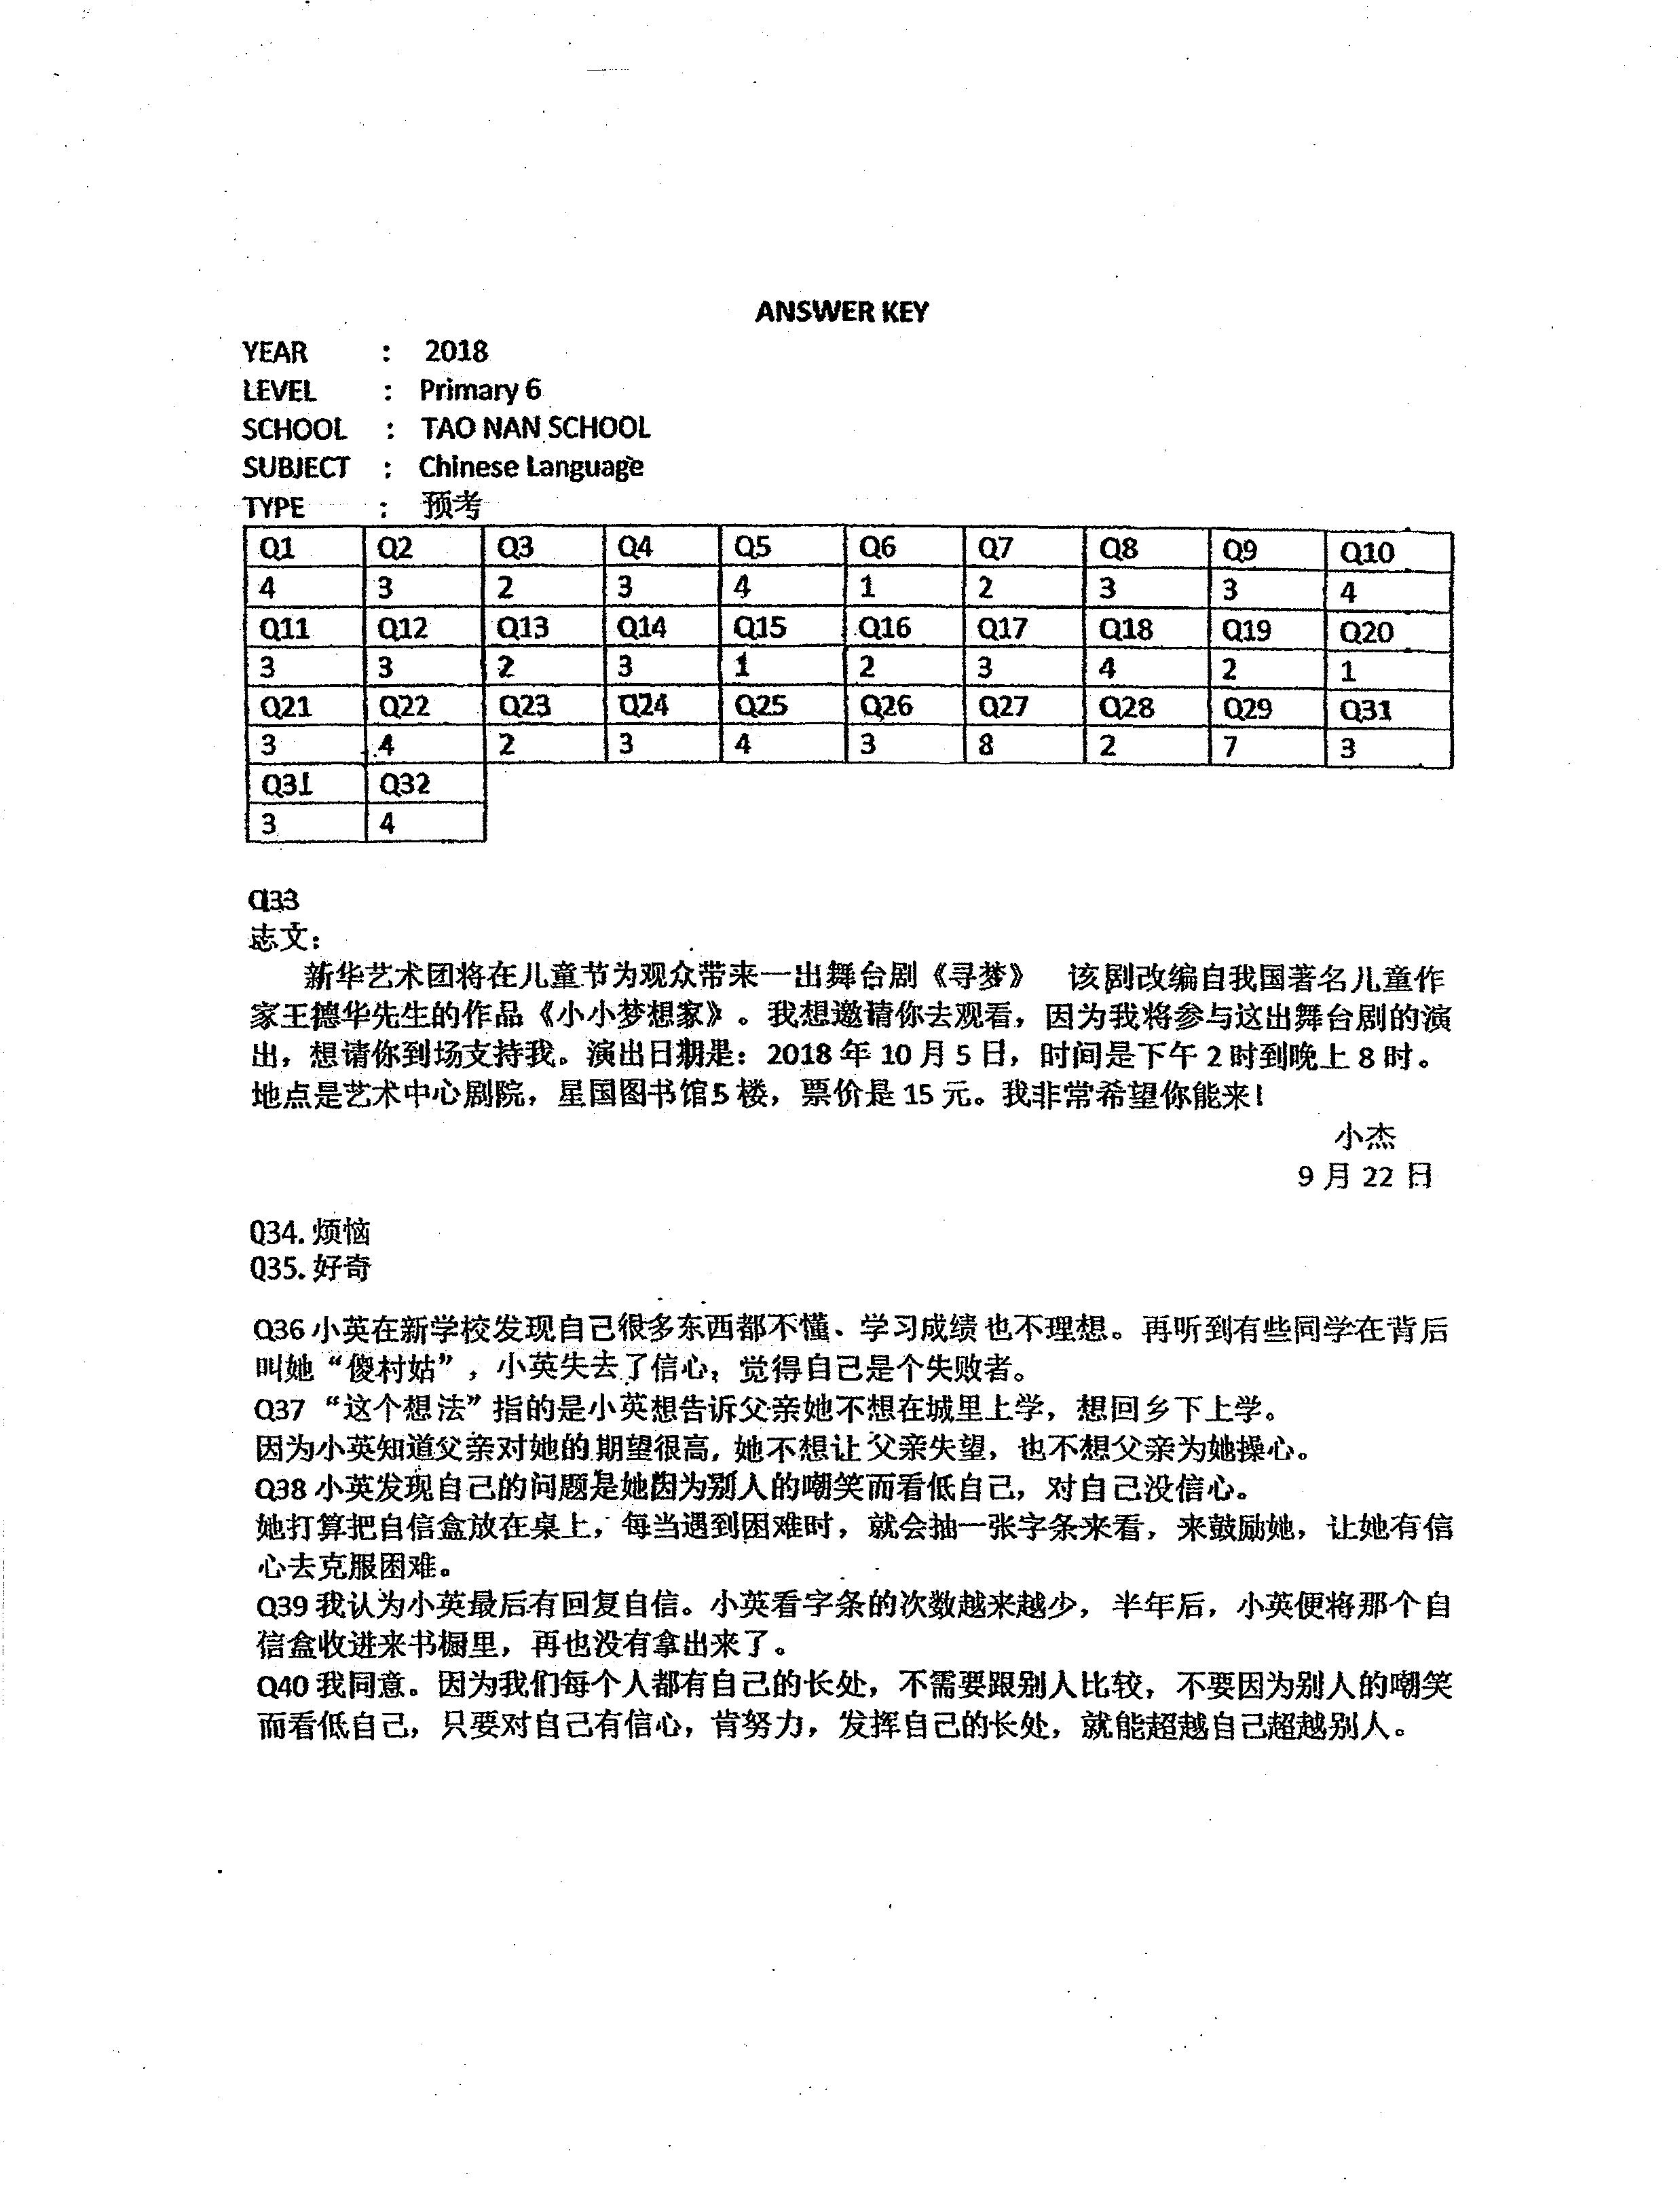 ANSWER KEY
YEAR : 2018
LEVEL : Primary 6
SCHOOL : TAO NAN SCHOOL
SUBJECT : Chinese Language
TYPE : 预考
Q1 Q2 Q3 Q4 Q5 Q6 Q7 Q8 Q9 Q10
4 3 2 3 4 1 2 3 3 4
Q11 Q12 Q13 Q14 Q15 Q16 Q17 Q18 Q19 Q20
3 3 2 3 1 2 3 4 2 1
Q21 Q22 Q23 Q24 Q25 Q26 Q27 Q28 Q29 Q31
3 4 2 3 4 3 8 2 7 3
Q31 Q32
3 4
Q33
志文：
新华艺术团将在儿童节为观众带来一出舞台剧《寻梦》 该剧改编自我国著名儿童作
家王德华先生的作品《小小梦想家》。我想邀请你去观看，因为我将参与这出舞台剧的演
出，想请你到场支持我。演出日期是：2018 年 10 月 5 日，时间是下午 2 时到晚上 8 时。
地点是艺术中心剧院，星国图书馆5 楼，票价是 15 元。我非常希望你能来！
小杰
9 月 22 日
Q34. 烦恼
Q35. 好奇
Q36 小英在新学校发现自己很多东西都不懂、学习成绩也不理想。再听到有些同学在背后
叫她“傻村姑”，小英失去了信心，觉得自己是个失败者。
Q37 “这个想法”指的是小英想告诉父亲她不想在城里上学，想回乡下上学。
因为小英知道父亲对她的期望很高，她不想让父亲失望，也不想父亲为她操心。
Q38 小英发现自己的问题是她因为别人的嘲笑而看低自己，对自己没信心。
她打算把自信盒放在桌上，每当遇到困难时，就会抽一张字条来看，来鼓励她，让她有信
心去克服困难。
Q39 我认为小英最后有回复自信。小英看字条的次数越来越少，半年后，小英便将那个自
信盒收进来书橱里，再也没有拿出来了。
Q40 我同意。因为我们每个人都有自己的长处，不需要跟别人比较，不要因为别人的嘲笑
而看低自己，只要对自己有信心，肯努力，发挥自己的长处，就能超越自己超越别人。